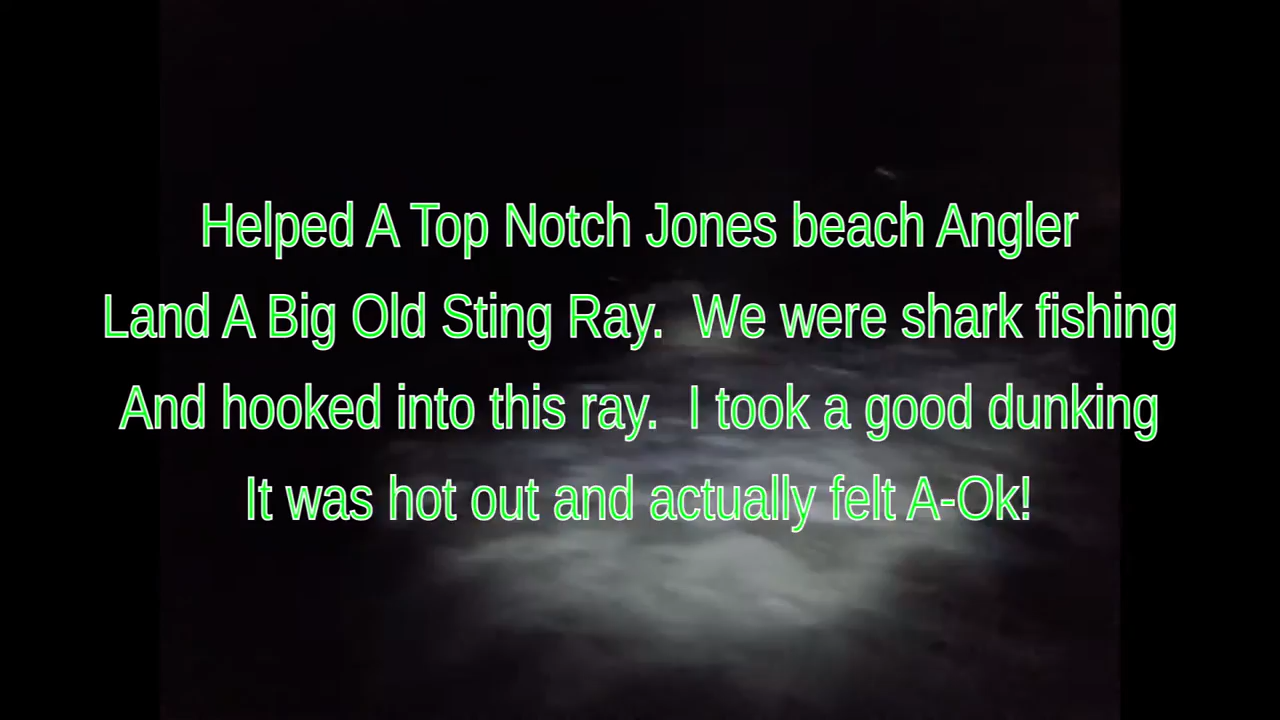 Helped A Top Notch Jones beach Angler
Land A Big Old Sting Ray.  We were shark fishing
And hooked into this ray.  I took a good dunking
It was hot out and actually felt A-Ok!